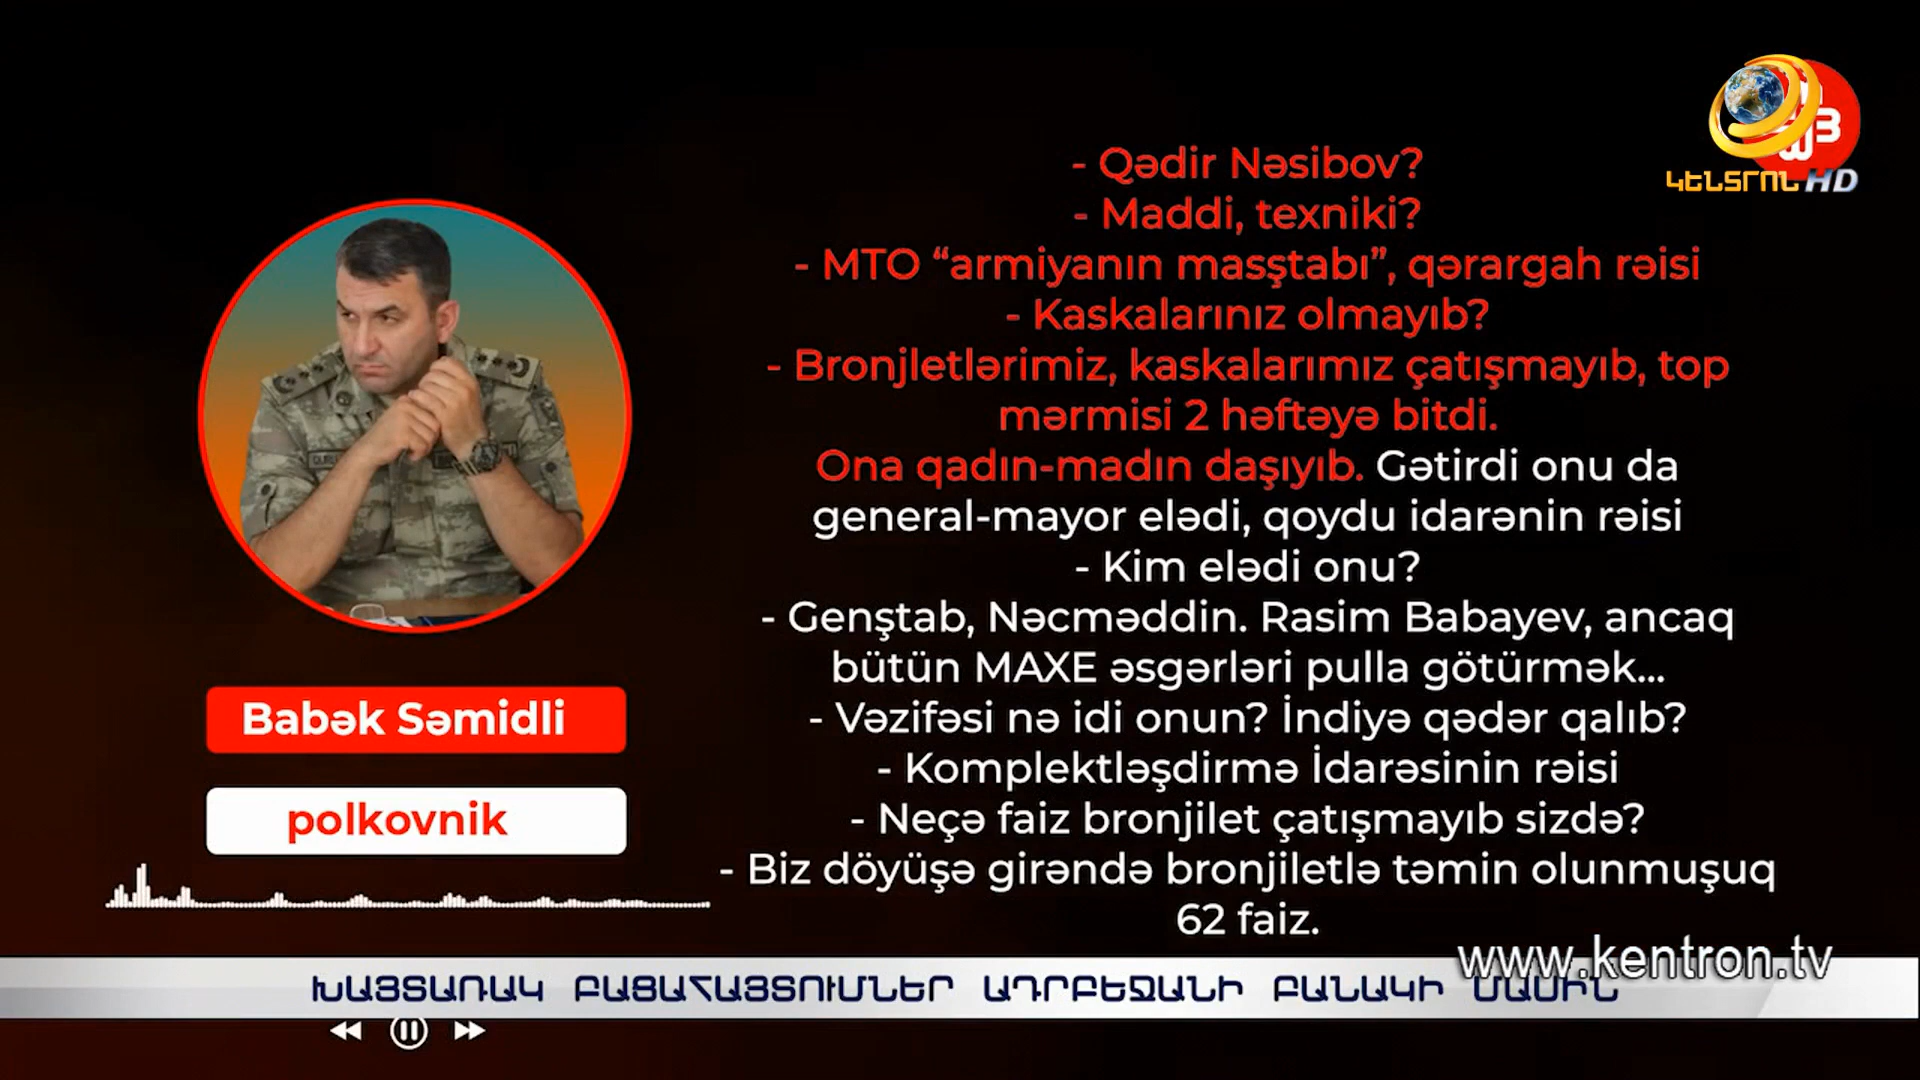 - Qədir Nəsibov?
- Maddi, texniki?
- MTO “armiyanın masştabı”, qərargah rəisi
- Kaskalarınız olmayıb?
- Bronjletlərimiz, kaskalarımız çatışmayıb, top
mərmisi 2 həftəyə bitdi.
Ona qadın-madın daşıyıb. Gətirdi onu da
general-mayor elədi, qoydu idarənin rəisi
- Kim elədi onu?
- Genştab, Nəcməddin. Rasim Babayev, ancaq
bütün MAXE əsgərləri pulla götürmək...
- Vəzifəsi nə idi onun? İndiyə qədər qalıb?
- Komplektləşdirmə İdarəsinin rəisi
- Neçə faiz bronjilet çatışmayıb sizdə?
- Biz döyüşə girəndə bronjiletlə təmin olunmuşuq
62 faiz.
Babək Səmidli
polkovnik
ԿԵՆՏՐՈՆ HD
www.kentron.tv
ԽԱՅՏԱՌԱԿ ԲԱՑԱՀԱՅՏՈՒՄՆԵՐ ԱԴՐԲԵՋԱՆԻ ԲԱՆԱԿԻ ՄԱՍԻՆ